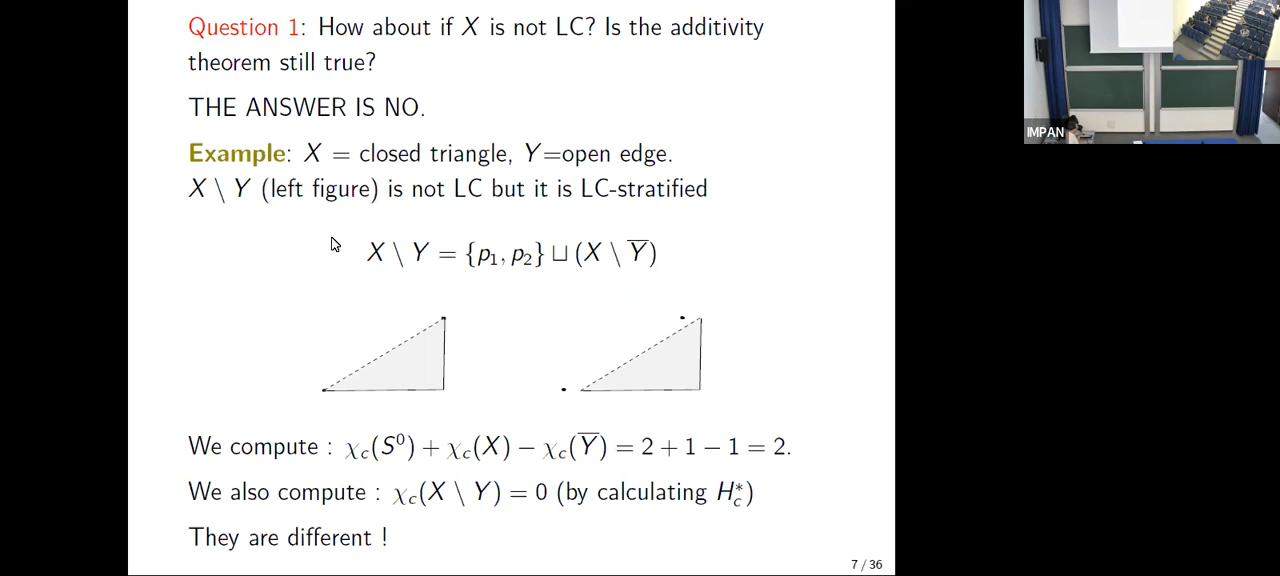 Question 1: How about if X is not LC? Is the additivity
theorem still true?
THE ANSWER IS NO.
Example: X = closed triangle, Y=open edge.
X \ Y (left figure) is not LC but it is LC-stratified
X \ Y = {p₁, p₂} ⊔ (X \ Y̅)
We compute : χ_c(S⁰) + χ_c(X) − χ_c(Y̅) = 2 + 1 − 1 = 2.
We also compute : χ_c(X \ Y) = 0 (by calculating H_c^*)
They are different !
7 / 36
IMPAN